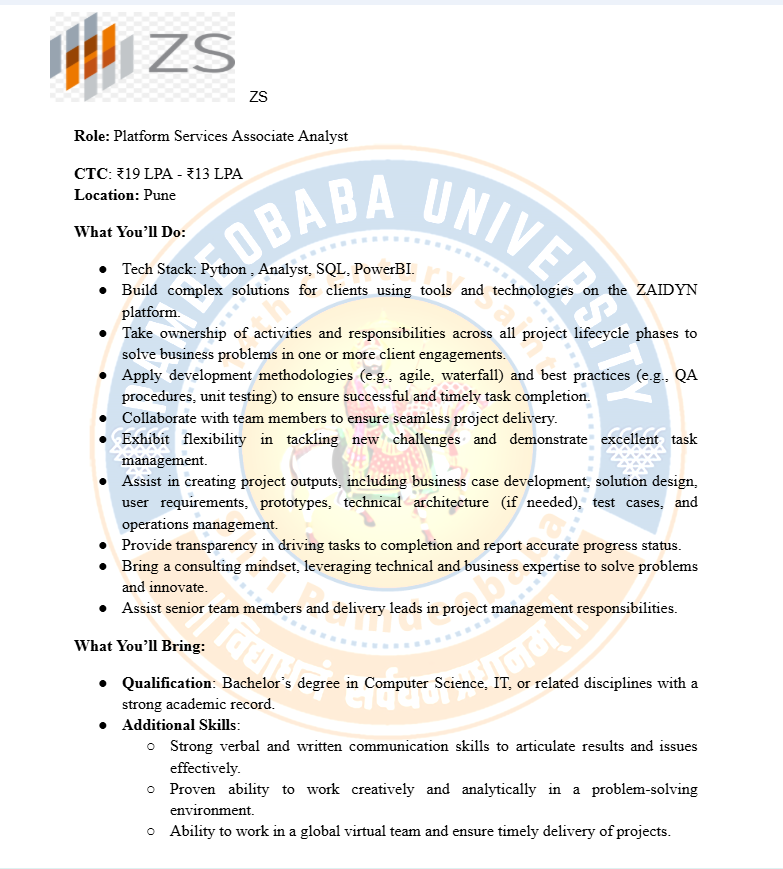 ZS
ZS
Role: Platform Services Associate Analyst
CTC: ₹19 LPA - ₹13 LPA
Location: Pune
What You’ll Do:
● Tech Stack: Python , Analyst, SQL, PowerBI.
● Build complex solutions for clients using tools and technologies on the ZAIDYN
platform.
● Take ownership of activities and responsibilities across all project lifecycle phases to
solve business problems in one or more client engagements.
● Apply development methodologies (e.g., agile, waterfall) and best practices (e.g., QA
procedures, unit testing) to ensure successful and timely task completion.
● Collaborate with team members to ensure seamless project delivery.
● Exhibit flexibility in tackling new challenges and demonstrate excellent task
management.
● Assist in creating project outputs, including business case development, solution design,
user requirements, prototypes, technical architecture (if needed), test cases, and
operations management.
● Provide transparency in driving tasks to completion and report accurate progress status.
● Bring a consulting mindset, leveraging technical and business expertise to solve problems
and innovate.
● Assist senior team members and delivery leads in project management responsibilities.
What You’ll Bring:
● Qualification: Bachelor’s degree in Computer Science, IT, or related disciplines with a
strong academic record.
● Additional Skills:
○ Strong verbal and written communication skills to articulate results and issues
effectively.
○ Proven ability to work creatively and analytically in a problem-solving
environment.
○ Ability to work in a global virtual team and ensure timely delivery of projects.
RAMDEOBABA UNIVERSITY